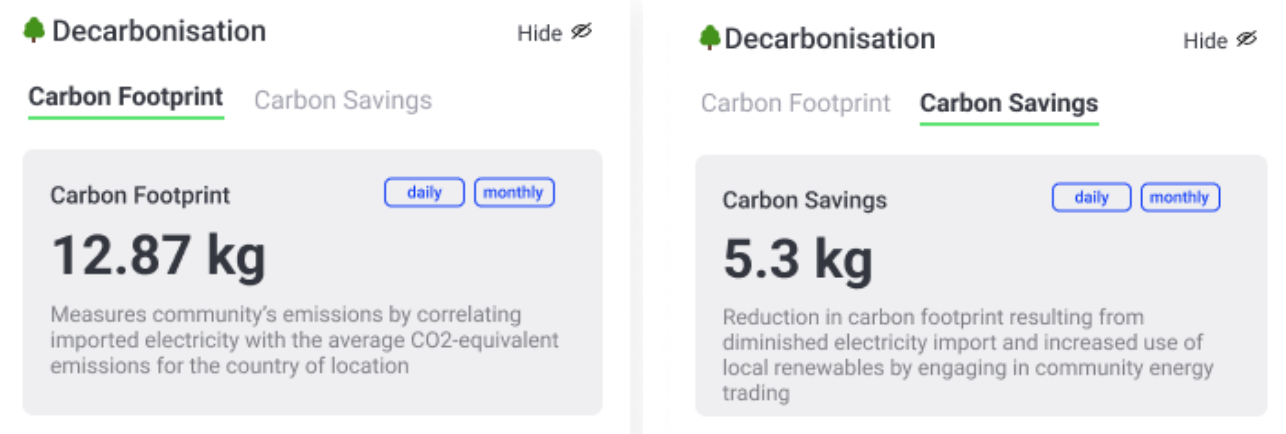 Decarbonisation
Hide
Carbon Footprint
Carbon Savings
Carbon Footprint
daily
monthly
12.87 kg
Measures community's emissions by correlating
imported electricity with the average CO2-equivalent
emissions for the country of location
Decarbonisation
Hide
Carbon Footprint
Carbon Savings
Carbon Savings
daily
monthly
5.3 kg
Reduction in carbon footprint resulting from
diminished electricity import and increased use of
local renewables by engaging in community energy
trading